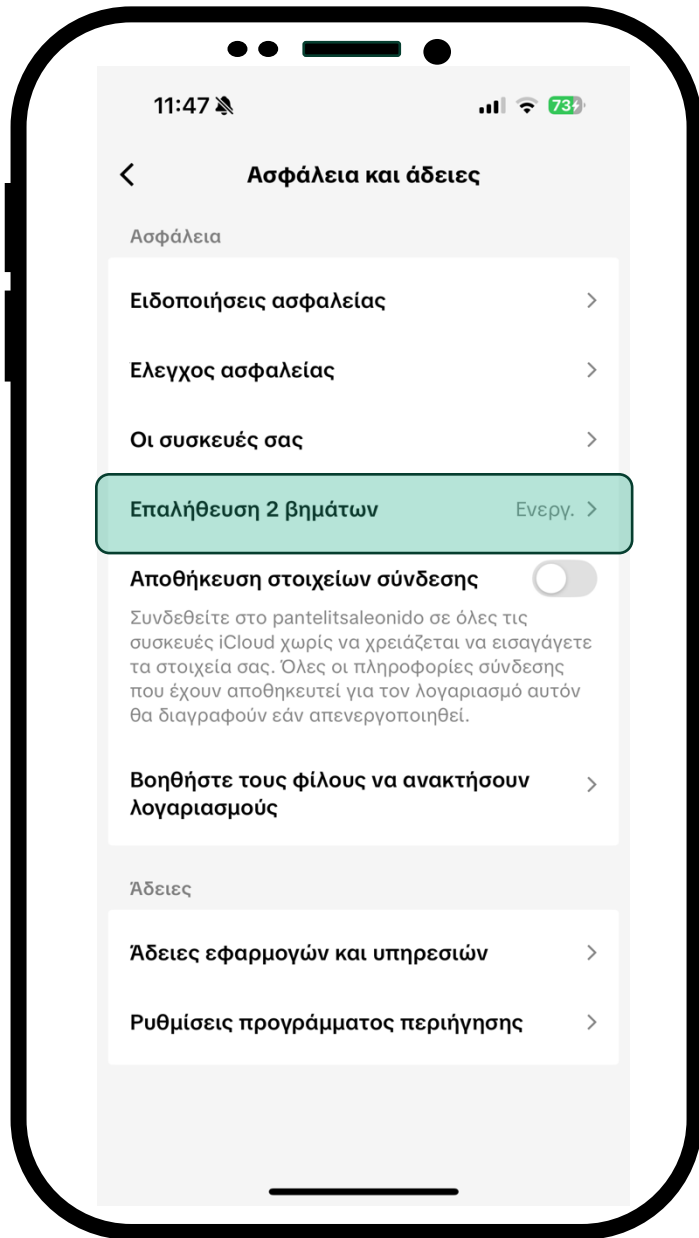 11:47
73
Ασφάλεια και άδειες
Ασφάλεια
Ειδοποιήσεις ασφαλείας
Ελεγχος ασφαλείας
Οι συσκευές σας
Επαλήθευση 2 βημάτων Ενεργ.
Αποθήκευση στοιχείων σύνδεσης
Συνδεθείτε στο pantelitsaleonido σε όλες τις
συσκευές iCloud χωρίς να χρειάζεται να εισαγάγετε
τα στοιχεία σας. Όλες οι πληροφορίες σύνδεσης
που έχουν αποθηκευτεί για τον λογαριασμό αυτόν
θα διαγραφούν εάν απενεργοποιηθεί.
Βοηθήστε τους φίλους να ανακτήσουν
λογαριασμούς
Άδειες
Άδειες εφαρμογών και υπηρεσιών
Ρυθμίσεις προγράμματος περιήγησης